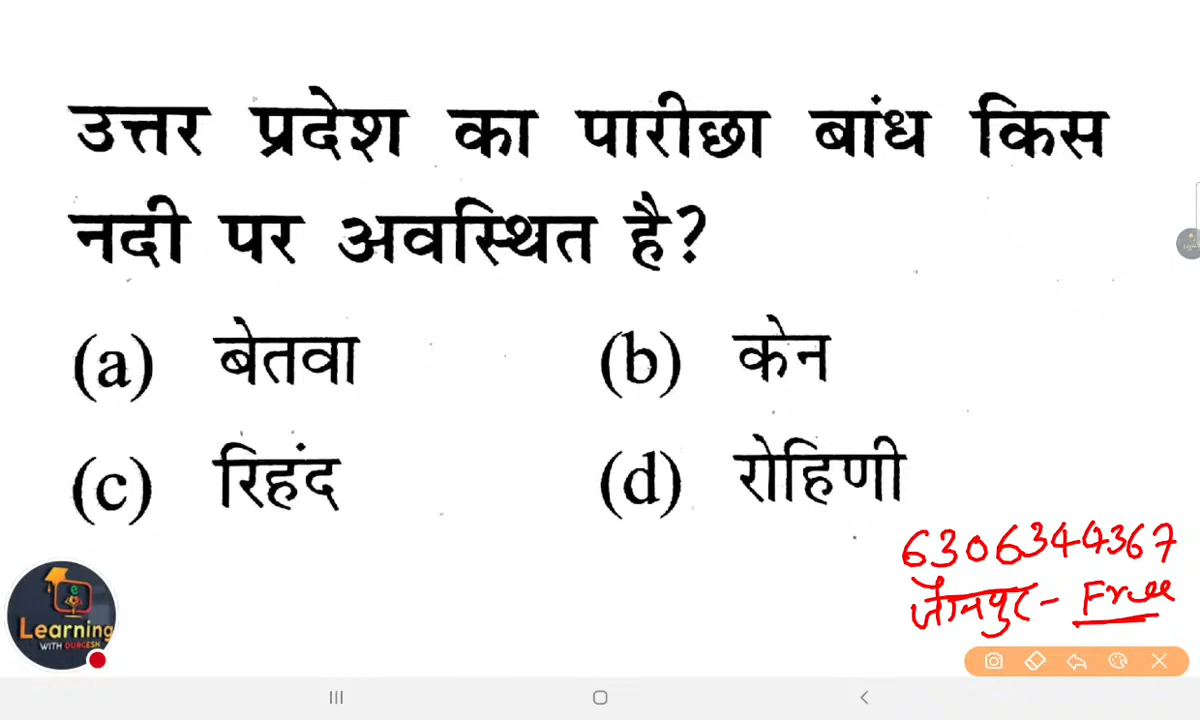 उत्तर प्रदेश का पारीछा बांध किस
नदी पर अवस्थित है?
(a) बेतवा
(b) केन
(c) रिहंद
(d) रोहिणी
6306344367
जौनपुर - Free
e
Learning
WITH DURGESH